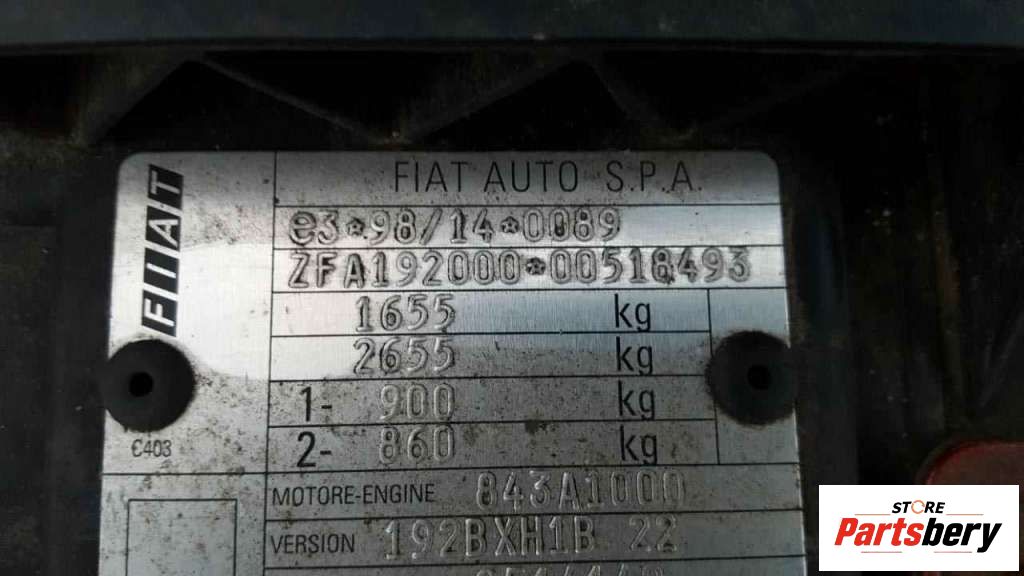 FIAT
FIAT AUTO S.P.A.
e3*98/14*0089
ZFA192000*00518493
1655 kg
2655 kg
1- 900 kg
2- 860 kg
C403
MOTORE-ENGINE 843A1000
VERSION 192BXH1B 22
STORE
Partsbery